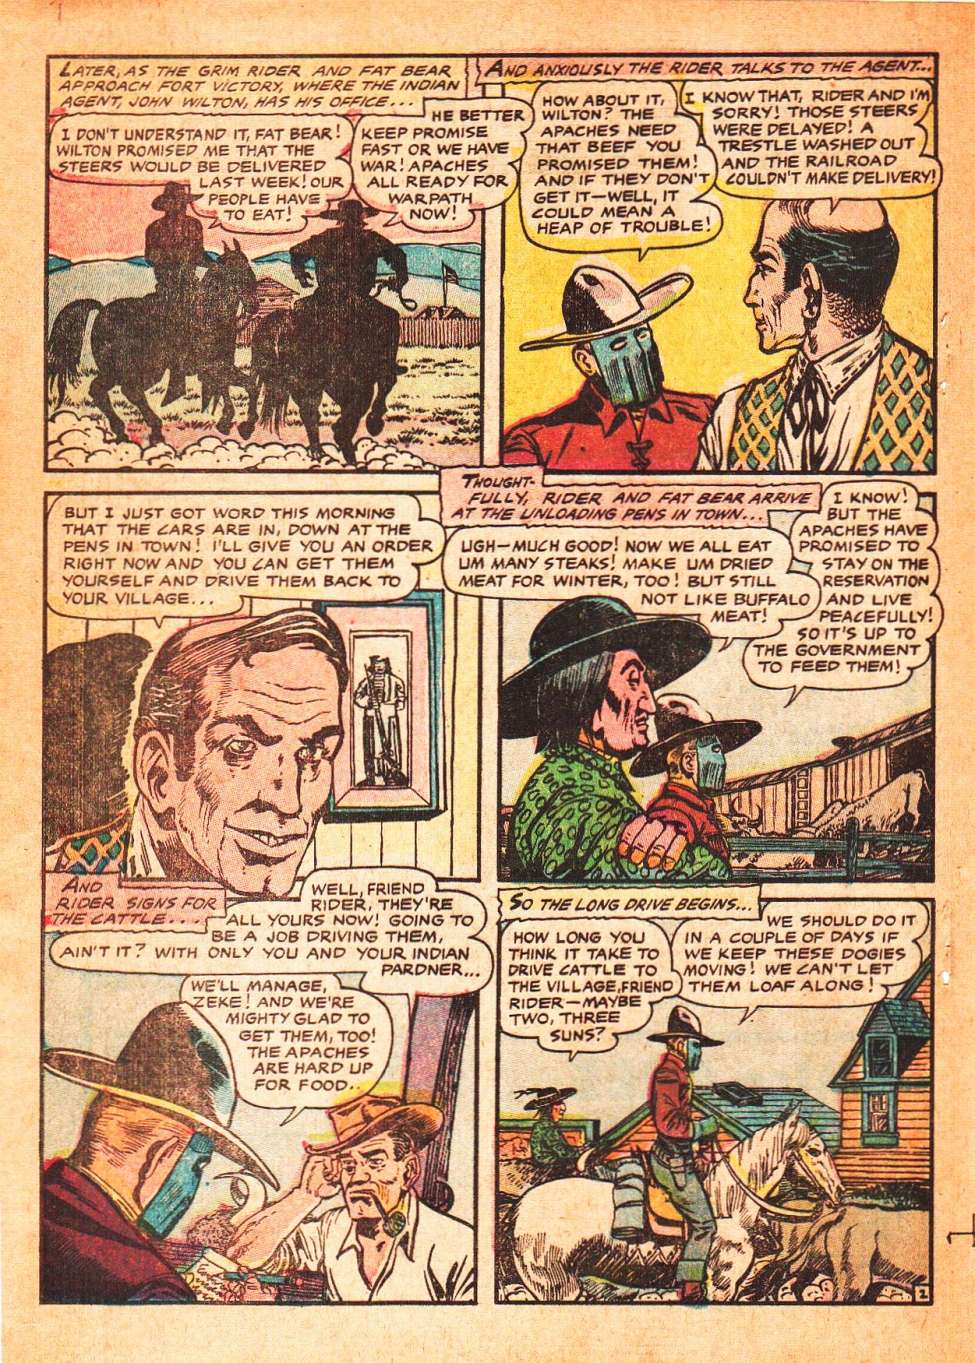 LATER, AS THE GRIM RIDER AND FAT BEAR
APPROACH FORT VICTORY, WHERE THE INDIAN
AGENT, JOHN WILTON, HAS HIS OFFICE...
I DON'T UNDERSTAND IT, FAT BEAR!
WILTON PROMISED ME THAT THE
STEERS WOULD BE DELIVERED
LAST WEEK! OUR
PEOPLE HAVE
TO EAT!
HE BETTER
KEEP PROMISE
FAST OR WE HAVE
WAR! APACHES
ALL READY FOR
WARPATH
NOW!
AND ANXIOUSLY THE RIDER TALKS TO THE AGENT...
HOW ABOUT IT,
WILTON? THE
APACHES NEED
THAT BEEF YOU
PROMISED THEM!
AND IF THEY DON'T
GET IT—WELL, IT
COULD MEAN A
HEAP OF TROUBLE!
I KNOW THAT, RIDER AND I'M
SORRY! THOSE STEERS
WERE DELAYED! A
TRESTLE WASHED OUT
AND THE RAILROAD
COULDN'T MAKE DELIVERY!
BUT I JUST GOT WORD THIS MORNING
THAT THE CARS ARE IN, DOWN AT THE
PENS IN TOWN! I'LL GIVE YOU AN ORDER
RIGHT NOW AND YOU CAN GET THEM
YOURSELF AND DRIVE THEM BACK TO
YOUR VILLAGE...
THOUGHT-
FULLY, RIDER AND FAT BEAR ARRIVE
AT THE UNLOADING PENS IN TOWN...
UGH—MUCH GOOD! NOW WE ALL EAT
UM MANY STEAKS! MAKE UM DRIED
MEAT FOR WINTER, TOO! BUT STILL
NOT LIKE BUFFALO
MEAT!
I KNOW!
BUT THE
APACHES HAVE
PROMISED TO
STAY ON THE
RESERVATION
AND LIVE
PEACEFULLY!
SO IT'S UP TO
THE GOVERNMENT
TO FEED THEM!
AND
RIDER SIGNS FOR
THE CATTLE....
WELL, FRIEND
RIDER, THEY'RE
ALL YOURS NOW! GOING TO
BE A JOB DRIVING THEM,
AIN'T IT? WITH ONLY YOU AND YOUR INDIAN
PARDNER...
WE'LL MANAGE,
ZEKE! AND WE'RE
MIGHTY GLAD TO
GET THEM, TOO!
THE APACHES
ARE HARD UP
FOR FOOD..
SO THE LONG DRIVE BEGINS...
HOW LONG YOU
THINK IT TAKE TO
DRIVE CATTLE TO
THE VILLAGE, FRIEND
RIDER—MAYBE
TWO, THREE
SUNS?
WE SHOULD DO IT
IN A COUPLE OF DAYS IF
WE KEEP THESE DOGIES
MOVING! WE CAN'T LET
THEM LOAF ALONG!
2
1